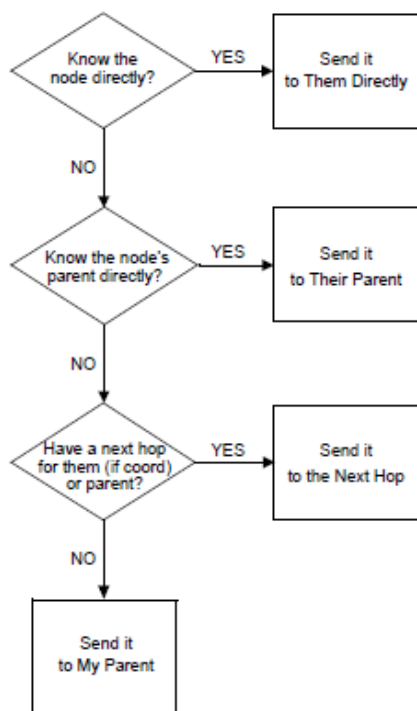 Know the
node directly?
YES
Send it
to Them Directly
NO
Know the node's
parent directly?
YES
Send it
to Their Parent
NO
Have a next hop
for them (if coord)
or parent?
YES
Send it
to the Next Hop
NO
Send it
to My Parent